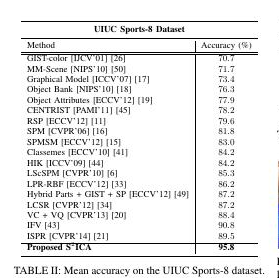 UIUC Sports-8 Dataset
Method Accuracy (%)
GIST-color [ICCV'01] [26] 70.7
MM-Scene [NIPS'10] [50] 71.7
Graphical Model [ICCV'07] [17] 73.4
Object Bank [NIPS'10] [18] 76.3
Object Attributes [ECCV'12] [19] 77.9
CENTRIST [PAMI'11] [45] 78.2
RSP [ECCV'12] [11] 79.6
SPM [CVPR'06] [16] 81.8
SPMSM [ECCV'12] [15] 83.0
Classemes [ECCV'10] [41] 84.2
HIK [ICCV'09] [44] 84.2
LScSPM [CVPR'10] [6] 85.3
LPR-RBF [ECCV'12] [33] 86.2
Hybrid Parts + GIST + SP [ECCV'12] [49] 87.2
LCSR [CVPR'12] [34] 87.2
VC + VQ [CVPR'13] [20] 88.4
IFV [43] 90.8
ISPR [CVPR'14] [21] 89.5
Proposed S²ICA 95.8
TABLE II: Mean accuracy on the UIUC Sports-8 dataset.